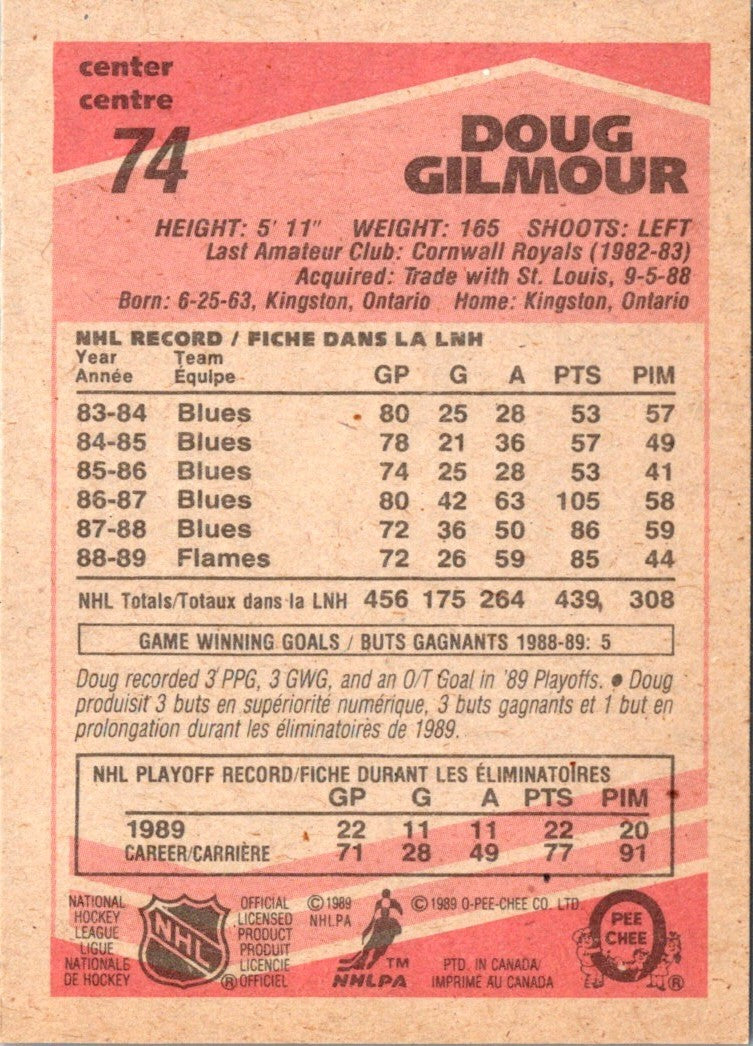 center
centre
74
DOUG
GILMOUR
HEIGHT: 5' 11" WEIGHT: 165 SHOOTS: LEFT
Last Amateur Club: Cornwall Royals (1982-83)
Acquired: Trade with St. Louis, 9-5-88
Born: 6-25-63, Kingston, Ontario Home: Kingston, Ontario
NHL RECORD / FICHE DANS LA LNH
Year Team
Année Équipe GP G A PTS PIM
83-84 Blues 80 25 28 53 57
84-85 Blues 78 21 36 57 49
85-86 Blues 74 25 28 53 41
86-87 Blues 80 42 63 105 58
87-88 Blues 72 36 50 86 59
88-89 Flames 72 26 59 85 44
NHL Totals/Totaux dans la LNH 456 175 264 439 308
GAME WINNING GOALS / BUTS GAGNANTS 1988-89: 5
Doug recorded 3 PPG, 3 GWG, and an O/T Goal in '89 Playoffs. ● Doug
produisit 3 buts en supériorité numérique, 3 buts gagnants et 1 but en
prolongation durant les éliminatoires de 1989.
NHL PLAYOFF RECORD/FICHE DURANT LES ÉLIMINATOIRES
GP G A PTS PIM
1989 22 11 11 22 20
CAREER/CARRIÈRE 71 28 49 77 91
NATIONAL
HOCKEY
LEAGUE
LIGUE
NATIONALE
DE HOCKEY
NHL
®
OFFICIAL
LICENSED
PRODUCT
PRODUIT
LICENCIE
OFFICIEL
©1989
NHLPA
TM
NHLPA
©1989 O-PEE-CHEE CO. LTD.
PTD. IN CANADA/
IMPRIMÉ AU CANADA
O
PEE
CHEE
®